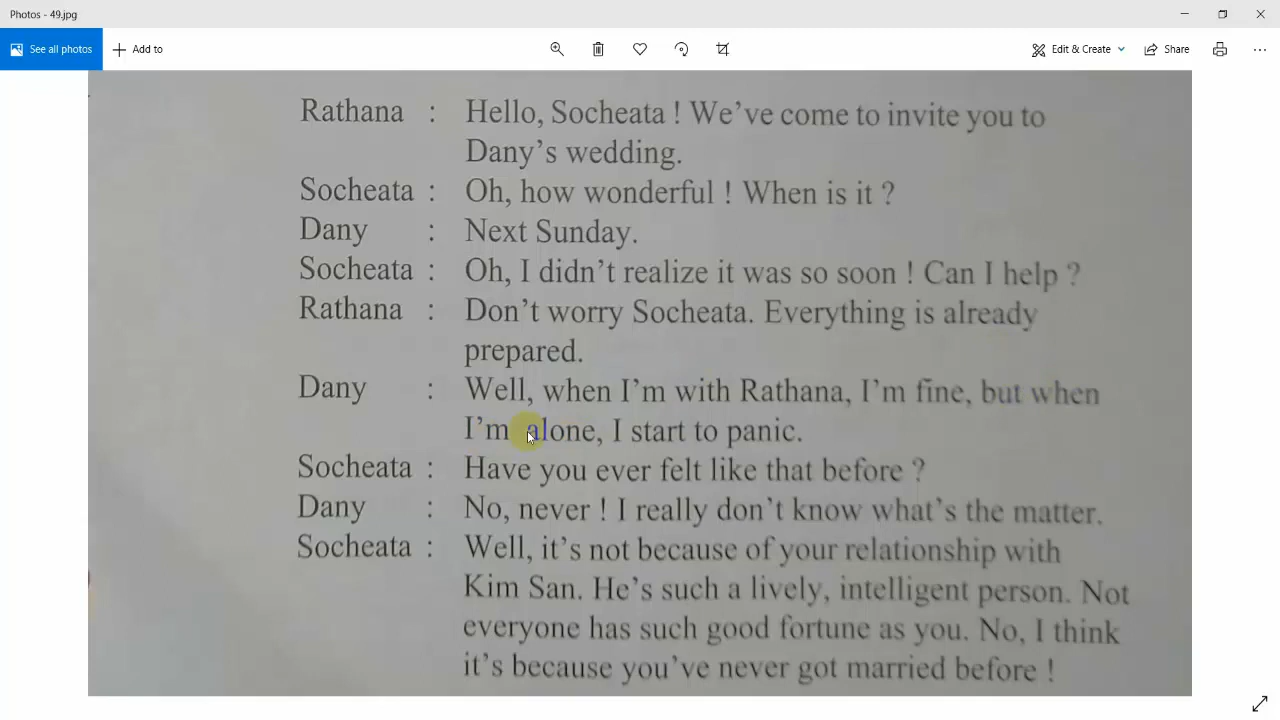 Photos - 49.jpg
See all photos
Add to
Edit & Create
Share
Rathana : Hello, Socheata ! We've come to invite you to
Dany's wedding.
Socheata : Oh, how wonderful ! When is it ?
Dany : Next Sunday.
Socheata : Oh, I didn't realize it was so soon ! Can I help ?
Rathana : Don't worry Socheata. Everything is already
prepared.
Dany : Well, when I'm with Rathana, I'm fine, but when
I'm alone, I start to panic.
Socheata : Have you ever felt like that before ?
Dany : No, never ! I really don't know what's the matter.
Socheata : Well, it's not because of your relationship with
Kim San. He's such a lively, intelligent person. Not
everyone has such good fortune as you. No, I think
it's because you've never got married before !